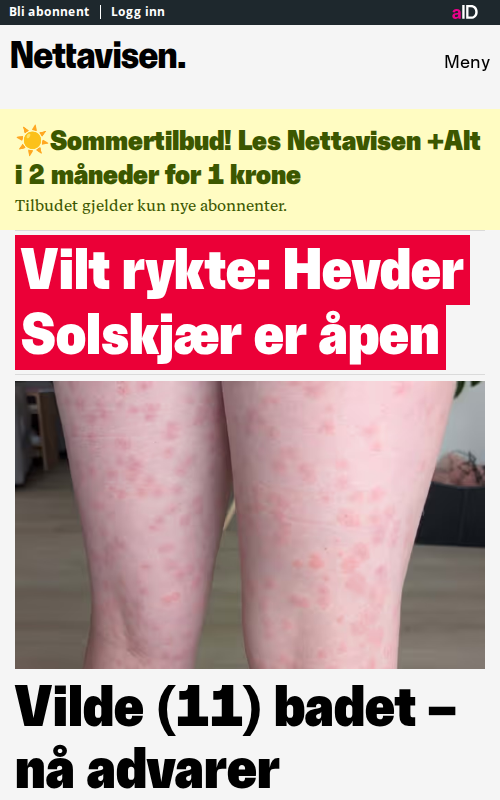 Bli abonnent | Logg inn
aID
Nettavisen.
Meny
☀️Sommertilbud! Les Nettavisen +Alt
i 2 måneder for 1 krone
Tilbudet gjelder kun nye abonnenter.
Vilt rykte: Hevder
Solskjær er åpen
Vilde (11) badet –
nå advarer